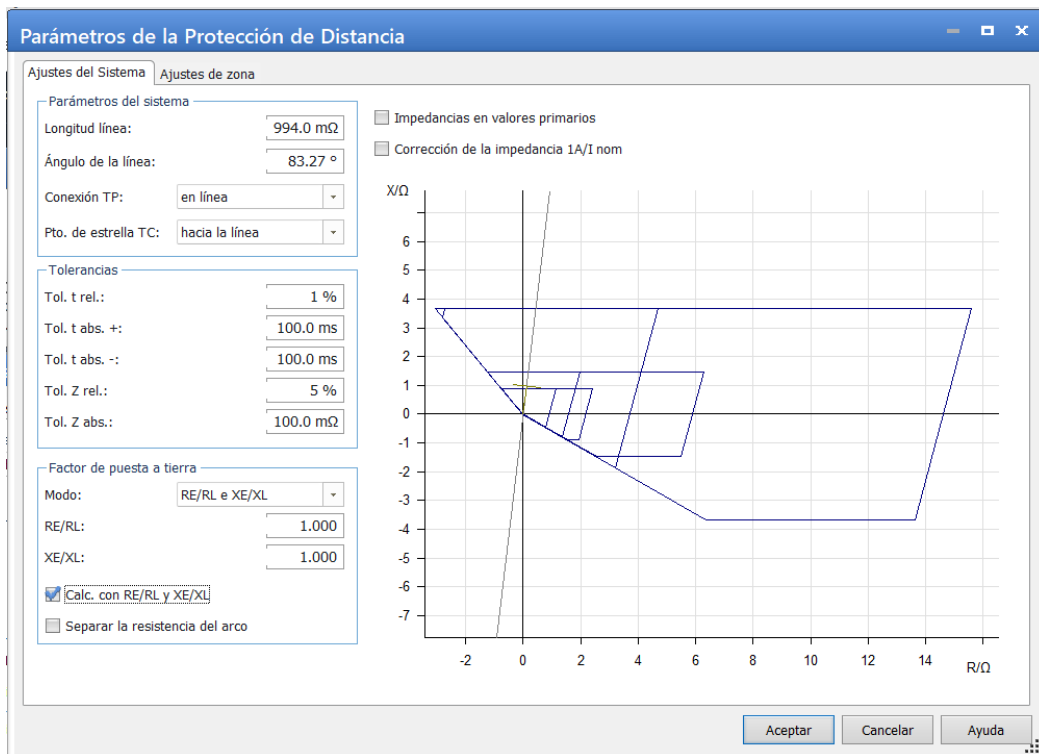 Parámetros de la Protección de Distancia
Ajustes del Sistema
Ajustes de zona
Parámetros del sistema
Longitud línea: 994.0 mΩ
Ángulo de la línea: 83.27 °
Conexión TP: en línea
Pto. de estrella TC: hacia la línea
Tolerancias
Tol. t rel.: 1 %
Tol. t abs. +: 100.0 ms
Tol. t abs. -: 100.0 ms
Tol. Z rel.: 5 %
Tol. Z abs.: 100.0 mΩ
Factor de puesta a tierra
Modo: RE/RL e XE/XL
RE/RL: 1.000
XE/XL: 1.000
Calc. con RE/RL y XE/XL
Separar la resistencia del arco
Impedancias en valores primarios
Corrección de la impedancia 1A/I nom
X/Ω
6
5
4
3
2
1
0
-1
-2
-3
-4
-5
-6
-7
-2 0 2 4 6 8 10 12 14
R/Ω
Aceptar Cancelar Ayuda